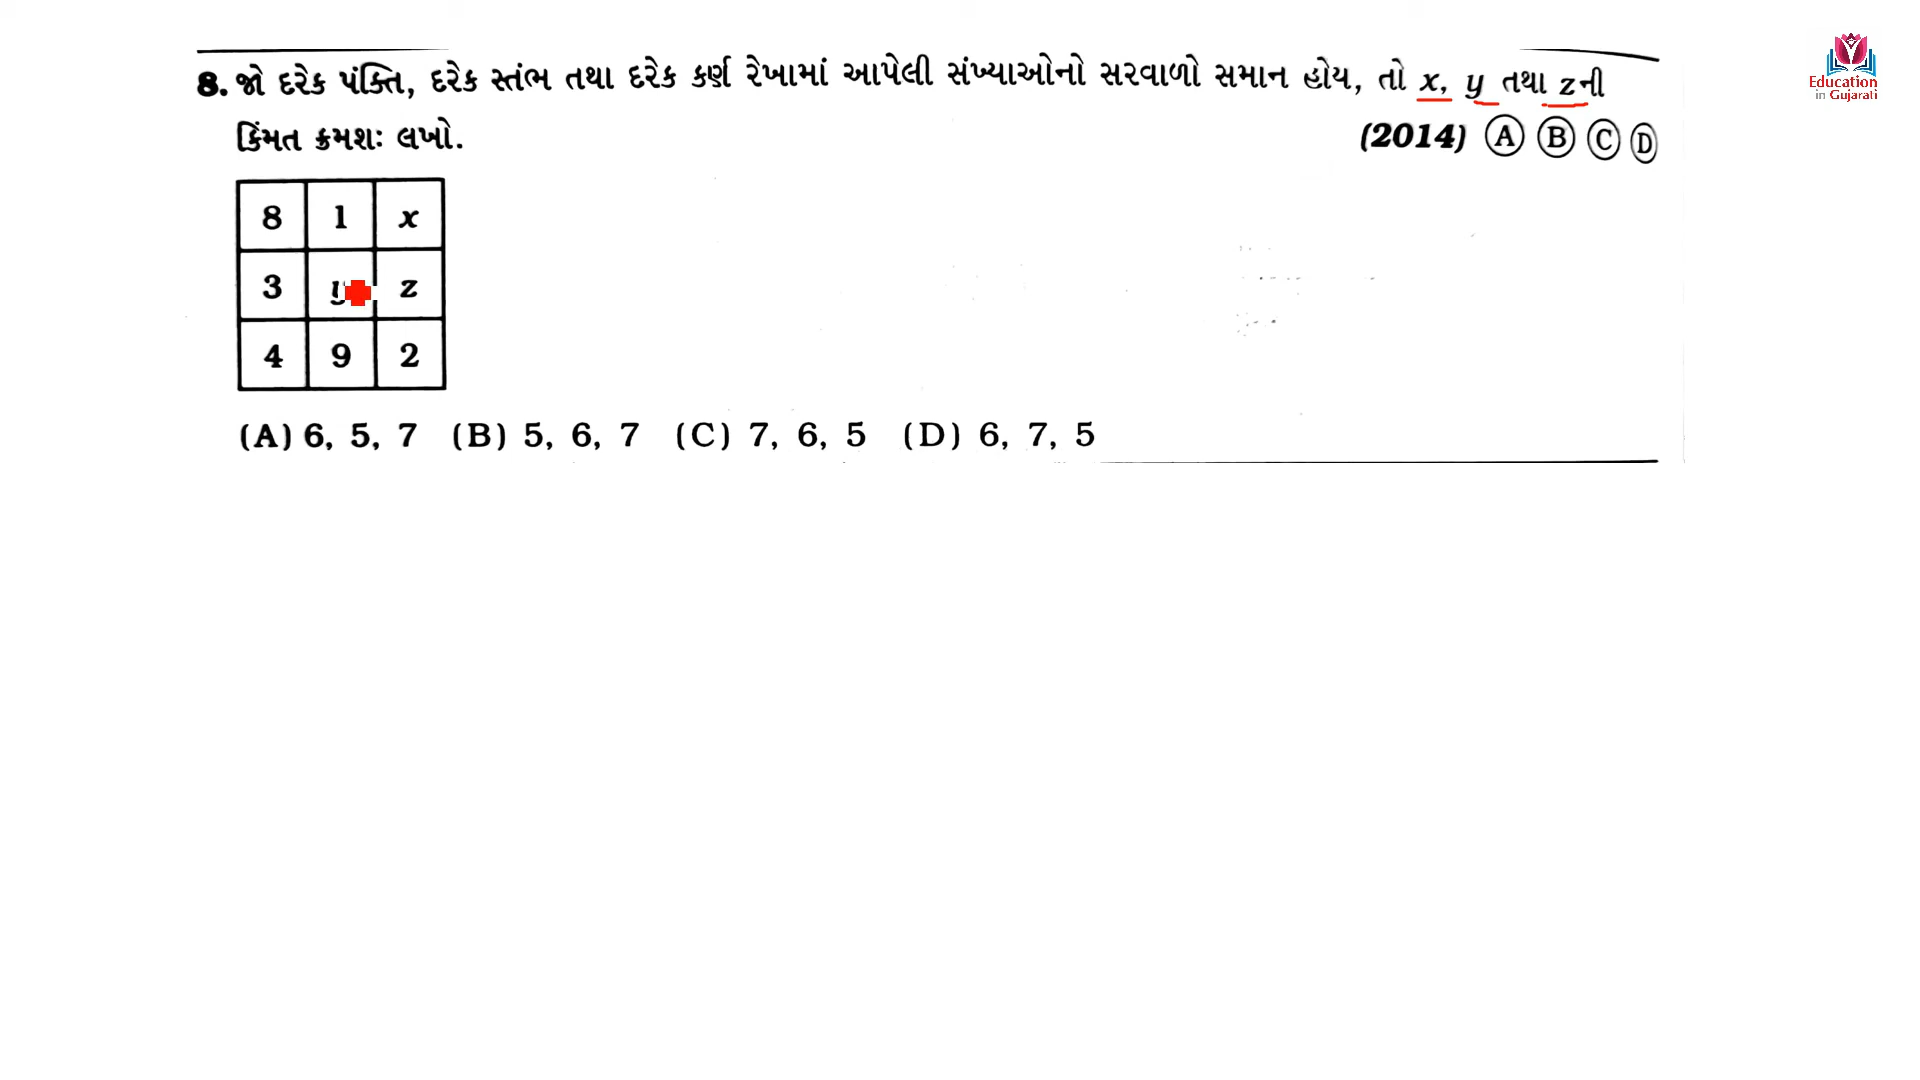 8. જો દરેક પંક્તિ, દરેક સ્તંભ તથા દરેક કર્ણ રેખામાં આપેલી સંખ્યાઓનો સરવાળો સમાન હોય, તો x, y તથા zની
કિંમત ક્રમશઃ લખો. (2014) A B C D
8 1 x
3 y z
4 9 2
(A) 6, 5, 7 (B) 5, 6, 7 (C) 7, 6, 5 (D) 6, 7, 5
Education
in Gujarati